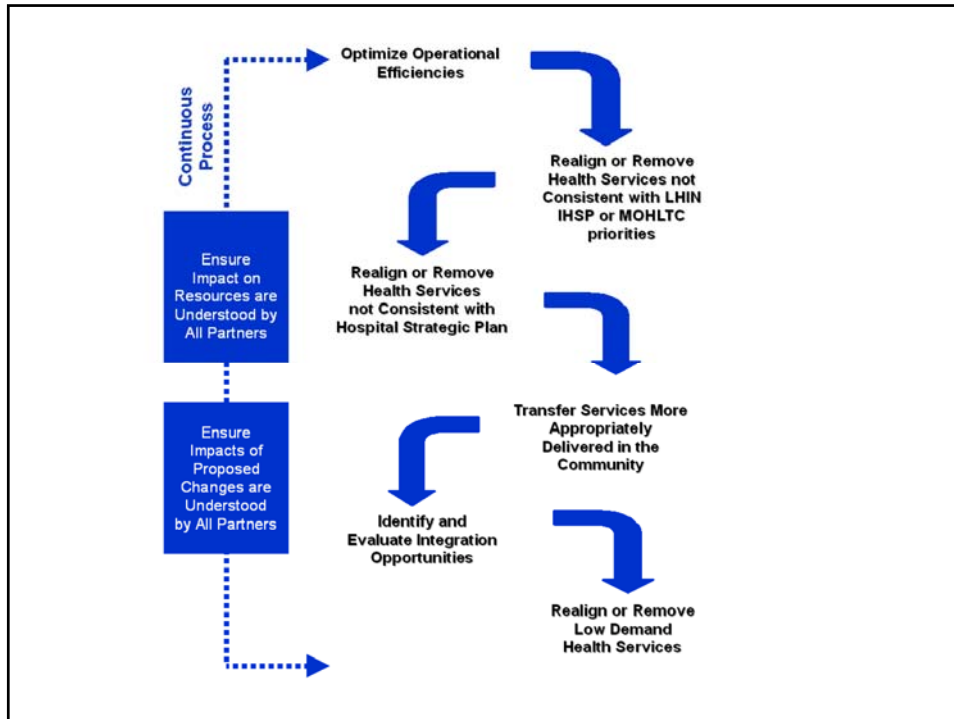 Optimize Operational
Efficiencies
Continuous
Process
Realign or Remove
Health Services not
Consistent with LHIN
IHSP or MOHLTC
priorities
Ensure
Impact on
Resources are
Understood by
All Partners
Realign or Remove
Health Services
not Consistent with
Hospital Strategic Plan
Transfer Services More
Appropriately
Delivered in the
Community
Ensure
Impacts of
Proposed
Changes are
Understood
by All Partners
Identify and
Evaluate Integration
Opportunities
Realign or Remove
Low Demand
Health Services